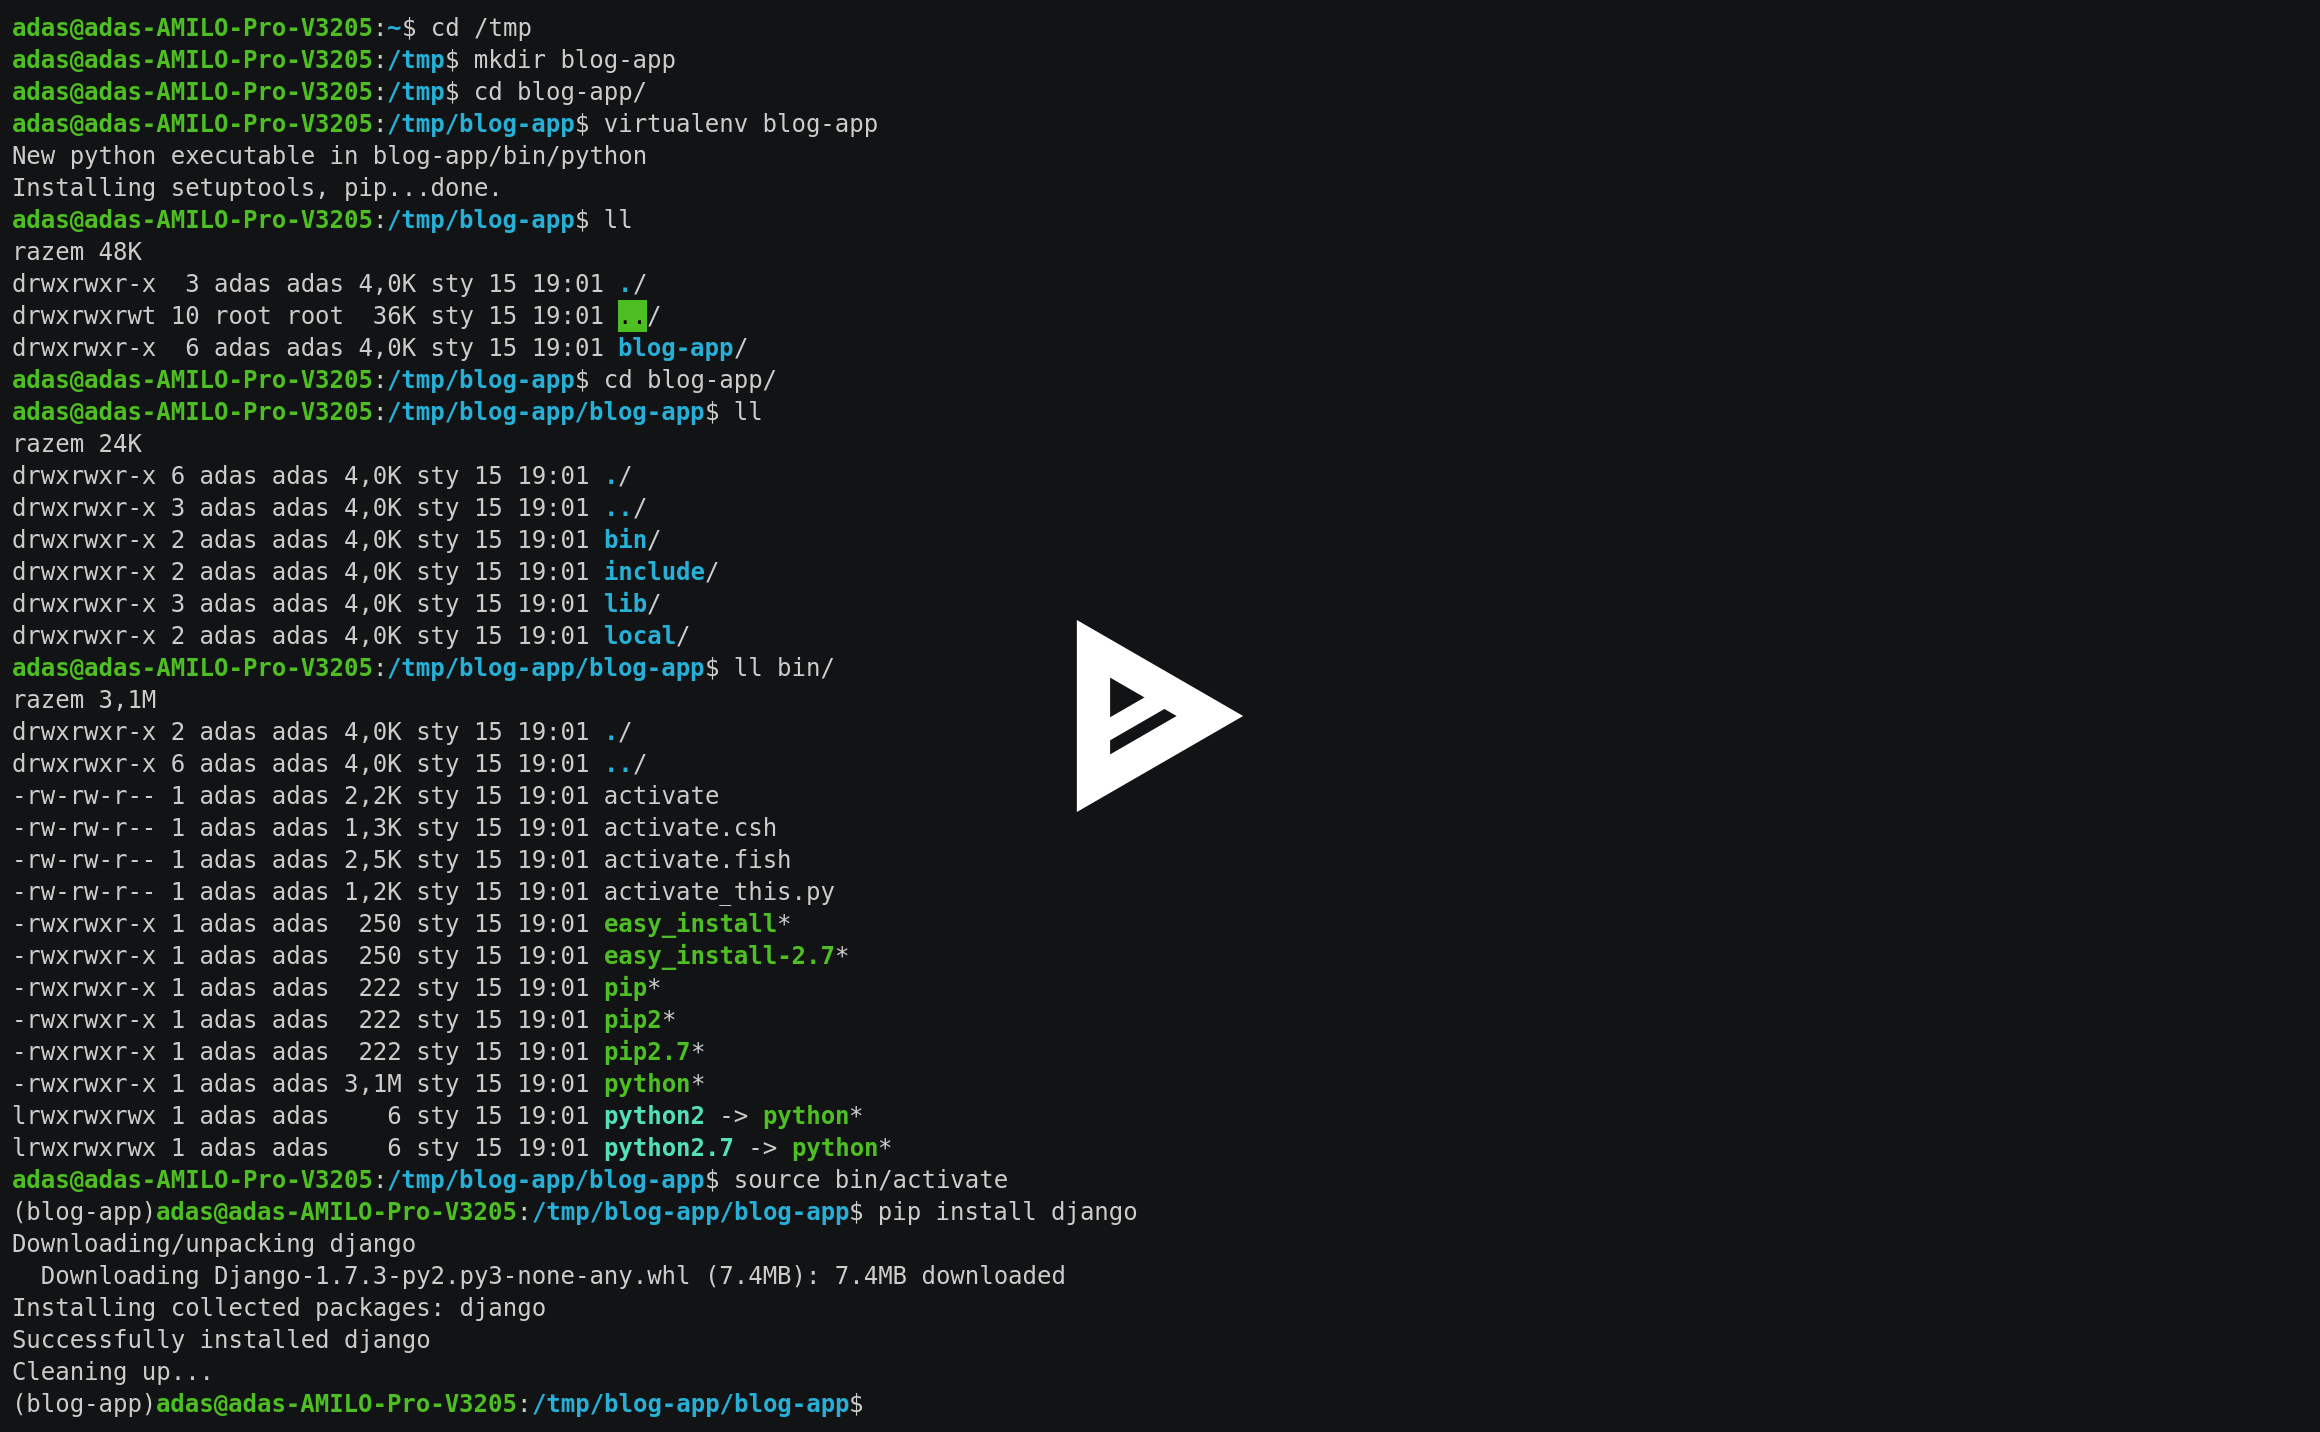 adas@adas-AMILO-Pro-V3205:~$ cd /tmp
adas@adas-AMILO-Pro-V3205:/tmp$ mkdir blog-app
adas@adas-AMILO-Pro-V3205:/tmp$ cd blog-app/
adas@adas-AMILO-Pro-V3205:/tmp/blog-app$ virtualenv blog-app
New python executable in blog-app/bin/python
Installing setuptools, pip...done.
adas@adas-AMILO-Pro-V3205:/tmp/blog-app$ ll
razem 48K
drwxrwxr-x  3 adas adas 4,0K sty 15 19:01 ./
drwxrwxrwt 10 root root  36K sty 15 19:01 ../
drwxrwxr-x  6 adas adas 4,0K sty 15 19:01 blog-app/
adas@adas-AMILO-Pro-V3205:/tmp/blog-app$ cd blog-app/
adas@adas-AMILO-Pro-V3205:/tmp/blog-app/blog-app$ ll
razem 24K
drwxrwxr-x 6 adas adas 4,0K sty 15 19:01 ./
drwxrwxr-x 3 adas adas 4,0K sty 15 19:01 ../
drwxrwxr-x 2 adas adas 4,0K sty 15 19:01 bin/
drwxrwxr-x 2 adas adas 4,0K sty 15 19:01 include/
drwxrwxr-x 3 adas adas 4,0K sty 15 19:01 lib/
drwxrwxr-x 2 adas adas 4,0K sty 15 19:01 local/
adas@adas-AMILO-Pro-V3205:/tmp/blog-app/blog-app$ ll bin/
razem 3,1M
drwxrwxr-x 2 adas adas 4,0K sty 15 19:01 ./
drwxrwxr-x 6 adas adas 4,0K sty 15 19:01 ../
-rw-rw-r-- 1 adas adas 2,2K sty 15 19:01 activate
-rw-rw-r-- 1 adas adas 1,3K sty 15 19:01 activate.csh
-rw-rw-r-- 1 adas adas 2,5K sty 15 19:01 activate.fish
-rw-rw-r-- 1 adas adas 1,2K sty 15 19:01 activate_this.py
-rwxrwxr-x 1 adas adas  250 sty 15 19:01 easy_install*
-rwxrwxr-x 1 adas adas  250 sty 15 19:01 easy_install-2.7*
-rwxrwxr-x 1 adas adas  222 sty 15 19:01 pip*
-rwxrwxr-x 1 adas adas  222 sty 15 19:01 pip2*
-rwxrwxr-x 1 adas adas  222 sty 15 19:01 pip2.7*
-rwxrwxr-x 1 adas adas 3,1M sty 15 19:01 python*
lrwxrwxrwx 1 adas adas    6 sty 15 19:01 python2 -> python*
lrwxrwxrwx 1 adas adas    6 sty 15 19:01 python2.7 -> python*
adas@adas-AMILO-Pro-V3205:/tmp/blog-app/blog-app$ source bin/activate
(blog-app)adas@adas-AMILO-Pro-V3205:/tmp/blog-app/blog-app$ pip install django
Downloading/unpacking django
  Downloading Django-1.7.3-py2.py3-none-any.whl (7.4MB): 7.4MB downloaded
Installing collected packages: django
Successfully installed django
Cleaning up...
(blog-app)adas@adas-AMILO-Pro-V3205:/tmp/blog-app/blog-app$